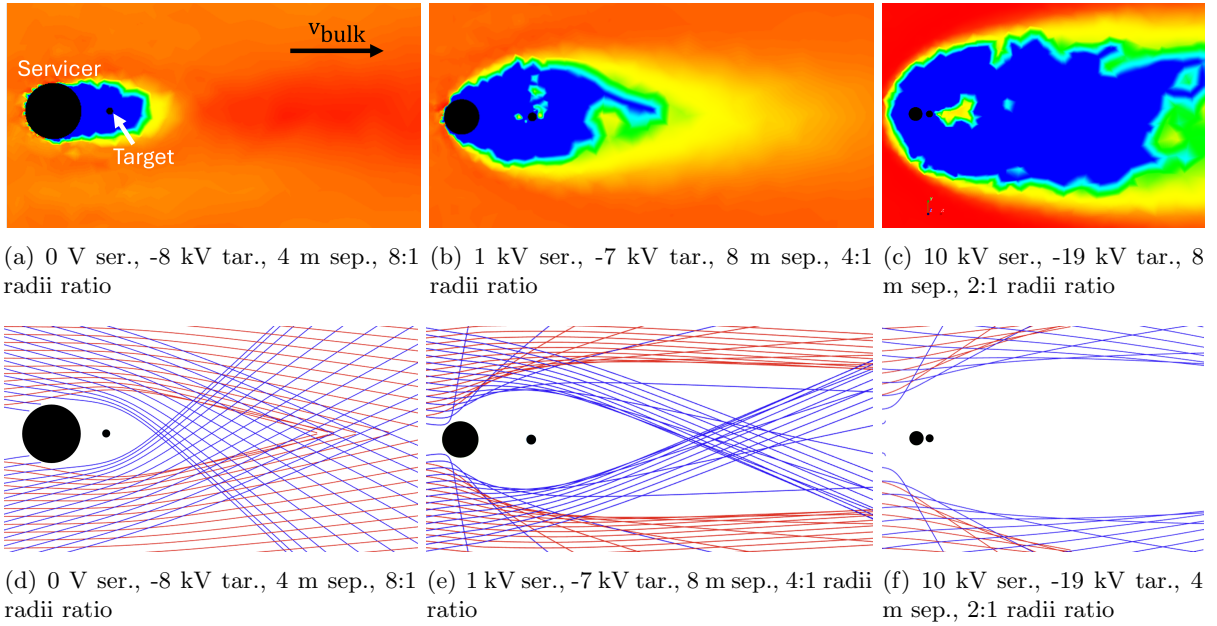 v_bulk
Servicer
Target
(a) 0 V ser., -8 kV tar., 4 m sep., 8:1
radii ratio
(b) 1 kV ser., -7 kV tar., 8 m sep., 4:1
radii ratio
(c) 10 kV ser., -19 kV tar., 8
m sep., 2:1 radii ratio
(d) 0 V ser., -8 kV tar., 4 m sep., 8:1
radii ratio
(e) 1 kV ser., -7 kV tar., 8 m sep., 4:1 radii
ratio
(f) 10 kV ser., -19 kV tar., 4
m sep., 2:1 radii ratio